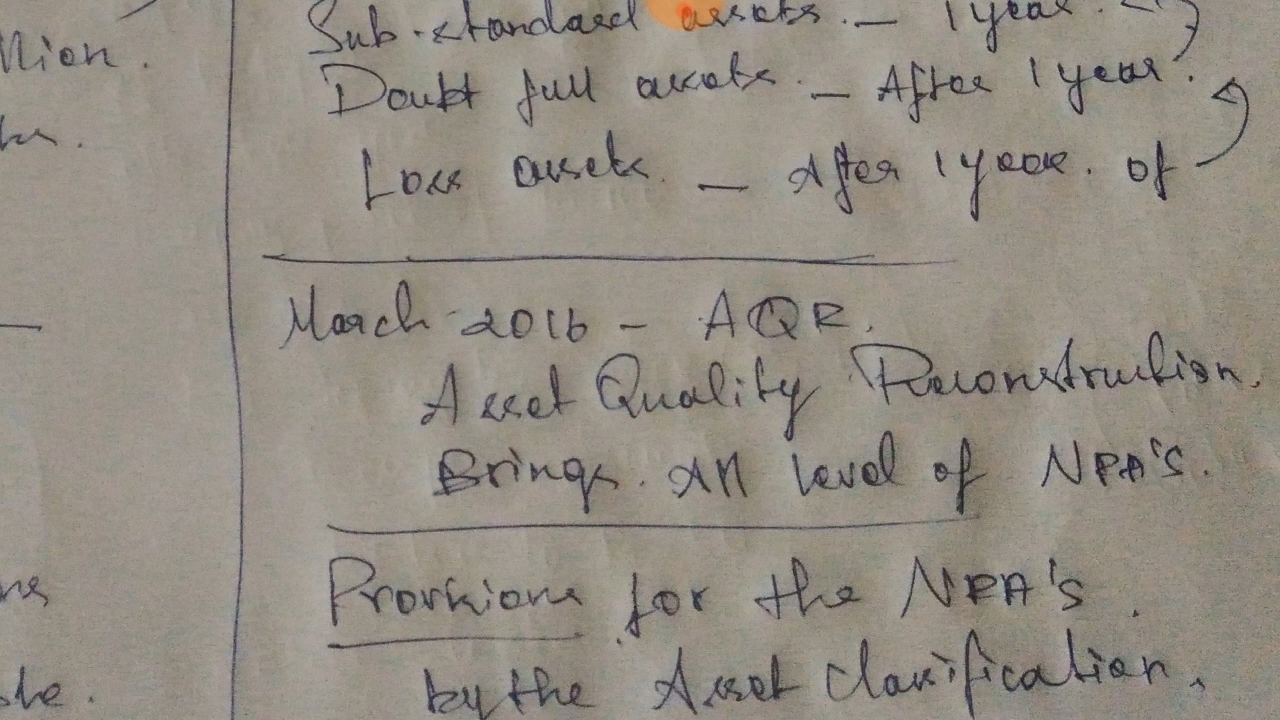 llion.
Sub-standard assets. — 1 year.
Doubt full assets. — After 1 year.
Loss assets. — After 1 year. of
March 2016 - AQR.
Asset Quality Reconstruction.
Brings All level of NPA's.
Provisions for the NPA's.
by the Asset Classification.